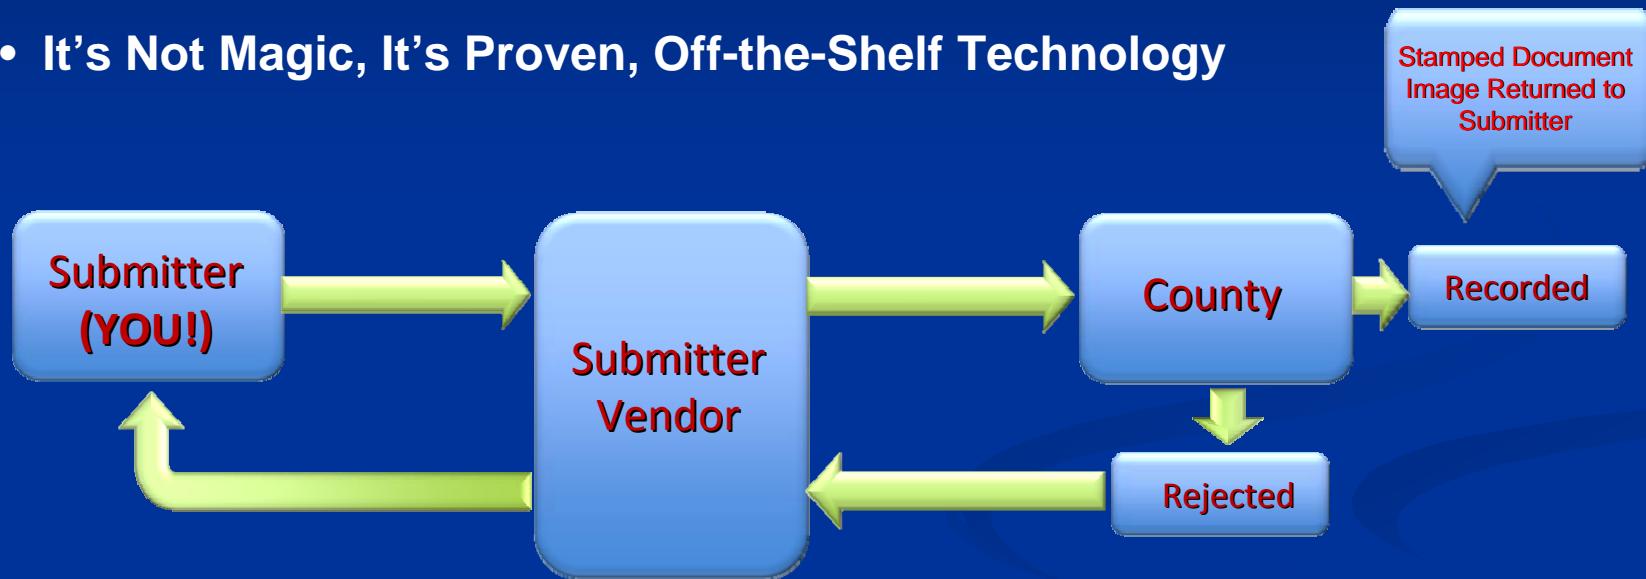 • It’s Not Magic, It’s Proven, Off-the-Shelf Technology
Stamped Document
Image Returned to
Submitter
Submitter
(YOU!)
Submitter
Vendor
County
Recorded
Rejected